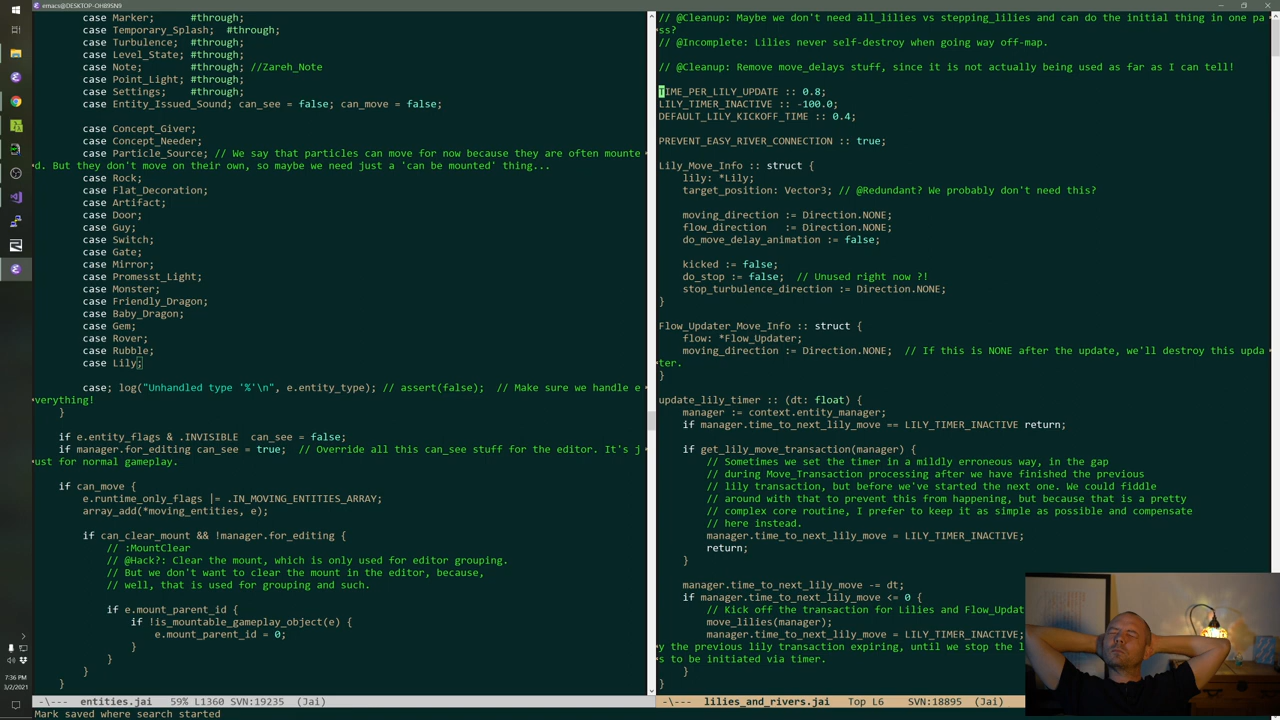 emacs@DESKTOP-OH89SN9
case Marker;      #through;
case Temporary_Splash;  #through;
case Turbulence;  #through;
case Level_State; #through;
case Note;        #through; //Zareh_Note
case Splash;      #through;
case Point_Light; #through;
case Settings;    #through;
case Entity_Issued_Sound; can_see = false; can_move = false;
case Concept_Giver;
case Concept_Needer;
case Particle_Source; // We say that particles can move for now because they are often mounte
d. But they don't move on their own, so maybe we need just a 'can be mounted' thing...
case Rock;
case Flat_Decoration;
case Artifact;
case Door;
case Guy;
case Switch;
case Gate;
case Mirror;
case Promesst_Light;
case Monster;
case Friendly_Dragon;
case Baby_Dragon;
case Gem;
case Rover;
case Rubble;
case Lily;
case; log("Unhandled type '%'\n", e.entity_type); // assert(false);  // Make sure we handle e
verything!
}
if e.entity_flags & .INVISIBLE  can_see = false;
if manager.for_editing can_see = true;  // Override all this can_see stuff for the editor. It's j
ust for normal gameplay.
if can_move {
e.runtime_only_flags |= .IN_MOVING_ENTITIES_ARRAY;
array_add(*moving_entities, e);
if can_clear_mount && !manager.for_editing {
// :MountClear
// @Hack?: Clear the mount, which is only used for editor grouping.
// But we don't want to clear the mount in the editor, because,
// well, that is used for grouping and such.
if e.mount_parent_id {
if !is_mountable_gameplay_object(e) {
e.mount_parent_id = 0;
}
}
}
}
-\---  entities.jai    59% L1360  SVN:19235  (Jai)
Mark saved where search started
// @Cleanup: Maybe we don't need all_lilies vs stepping_lilies and can do the initial thing in one pa
ss?
// @Incomplete: Lilies never self-destroy when going way off-map.
// @Cleanup: Remove move_delays stuff, since it is not actually being used as far as I can tell!
TIME_PER_LILY_UPDATE :: 0.8;
LILY_TIMER_INACTIVE :: -100.0;
DEFAULT_LILY_KICKOFF_TIME :: 0.4;
PREVENT_EASY_RIVER_CONNECTION :: true;
Lily_Move_Info :: struct {
lily: *Lily;
target_position: Vector3; // @Redundant? We probably don't need this?
moving_direction := Direction.NONE;
flow_direction   := Direction.NONE;
do_move_delay_animation := false;
kicked := false;
do_stop := false;  // Unused right now ?!
stop_turbulence_direction := Direction.NONE;
}
Flow_Updater_Move_Info :: struct {
flow: *Flow_Updater;
moving_direction := Direction.NONE;  // If this is NONE after the update, we'll destroy this upda
ter.
}
update_lily_timer :: (dt: float) {
manager := context.entity_manager;
if manager.time_to_next_lily_move == LILY_TIMER_INACTIVE return;
if get_lily_move_transaction(manager) {
// Sometimes we set the timer in a mildly erroneous way, in the gap
// during Move_Transaction processing after we have finished the previous
// lily transaction, but before we've started the next one. We could fiddle
// around with that to prevent this from happening, but because that is a pretty
// complex core routine, I prefer to keep it as simple as possible and compensate
// here instead.
manager.time_to_next_lily_move = LILY_TIMER_INACTIVE;
return;
}
manager.time_to_next_lily_move -= dt;
if manager.time_to_next_lily_move <= 0 {
// Kick off the transaction for Lilies and Flow_Updat
move_lilies(manager);
manager.time_to_next_lily_move = LILY_TIMER_INACTIVE;
y the previous lily transaction expiring, until we stop the l
s to be initiated via timer.
}
}
-\---  lilies_and_rivers.jai   Top L6     SVN:18895  (Jai)
7:36 PM
3/2/2021